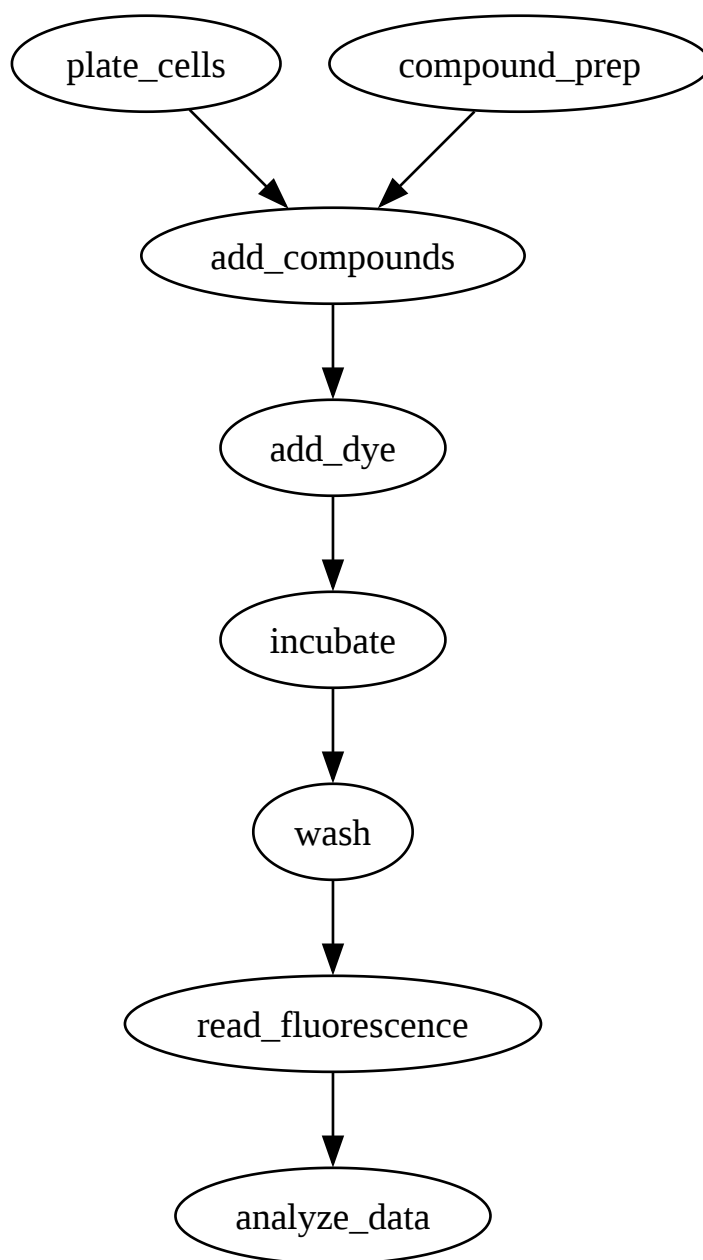 plate_cells
compound_prep
add_compounds
add_dye
incubate
wash
read_fluorescence
analyze_data